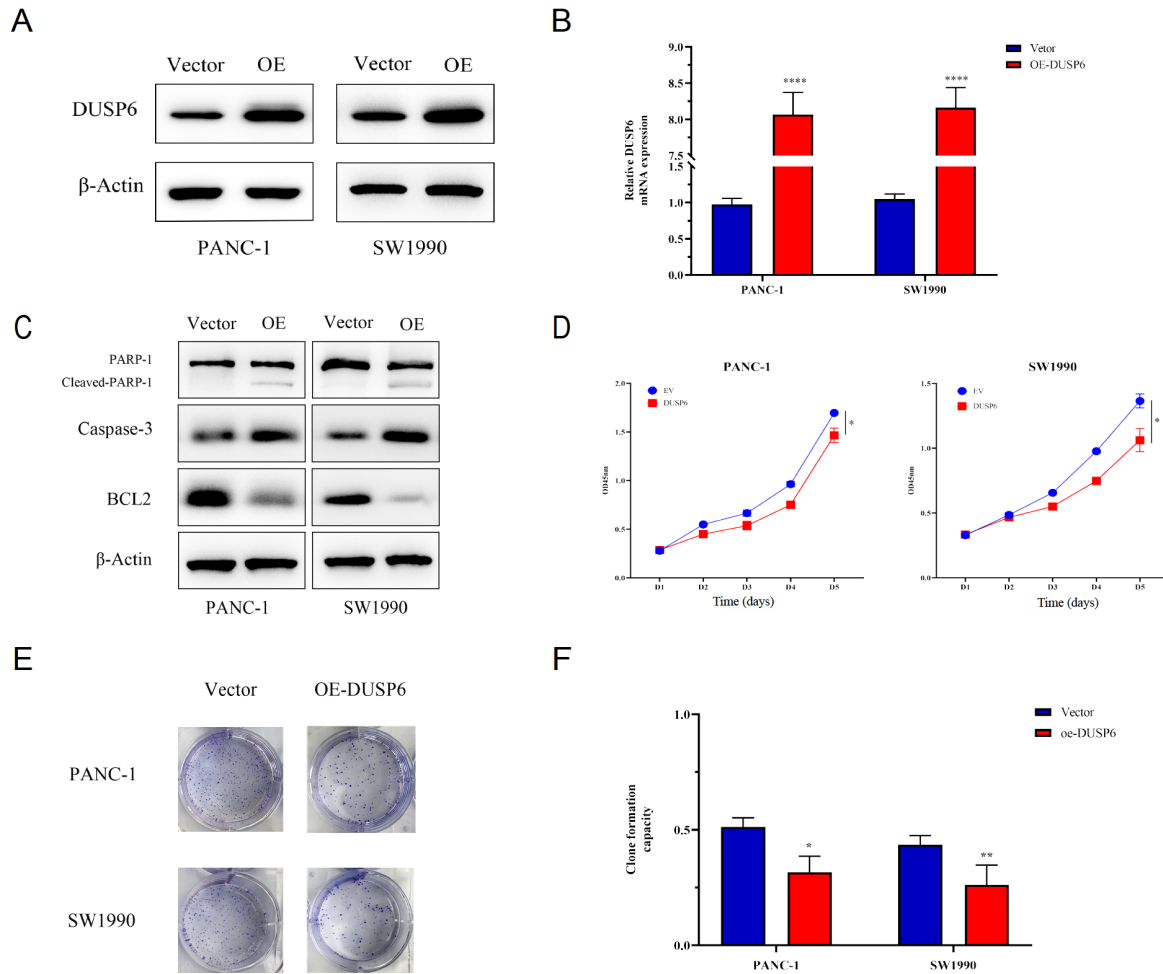 A
Vector OE Vector OE
DUSP6
β-Actin
PANC-1 SW1990
B
Vetor
OE-DUSP6
Relative DUSP6
mRNA expression
9.0
8.5
8.0
7.5
1.5
1.0
0.5
0.0
**** ****
PANC-1 SW1990
C
Vector OE Vector OE
PARP-1
Cleaved-PARP-1
Caspase-3
BCL2
β-Actin
PANC-1 SW1990
D
PANC-1
EV
DUSP6
OD45nm
2.0
1.5
1.0
0.5
0.0
*
D1 D2 D3 D4 D5
Time (days)
SW1990
EV
DUSP6
OD45nm
1.5
1.0
0.5
0.0
*
D1 D2 D3 D4 D5
Time (days)
E
Vector OE-DUSP6
PANC-1
SW1990
F
Vector
oe-DUSP6
Clone formation
capacity
1.0
0.5
0.0
* **
PANC-1 SW1990